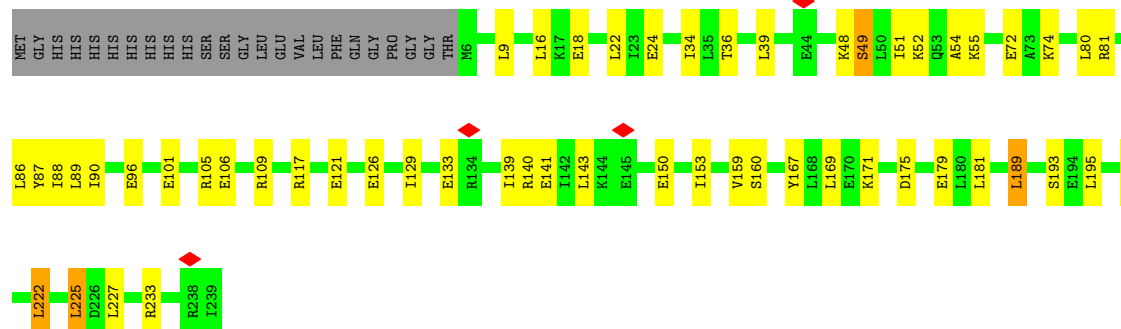 MET GLY HIS HIS HIS HIS HIS HIS HIS HIS HIS HIS SER SER GLY LEU GLU VAL LEU PHE GLN GLY PRO GLY GLY THR M6 L9 L16 K17 E18 L22 I23 E24 I34 L35 T36 L39 E44 K48 S49 L50 I51 K52 Q53 A54 K55 E72 A73 K74 L80 R81
L86 Y87 I88 L89 I90 E96 E101 R105 E106 R109 R117 E121 E126 I129 E133 R134 I139 R140 E141 I142 L143 K144 E145 E150 I153 V159 S160 Y167 L168 L169 E170 K171 D175 E179 L180 L181 L189 S193 E194 L195
L222 L225 D226 L227 R233 R238 I239